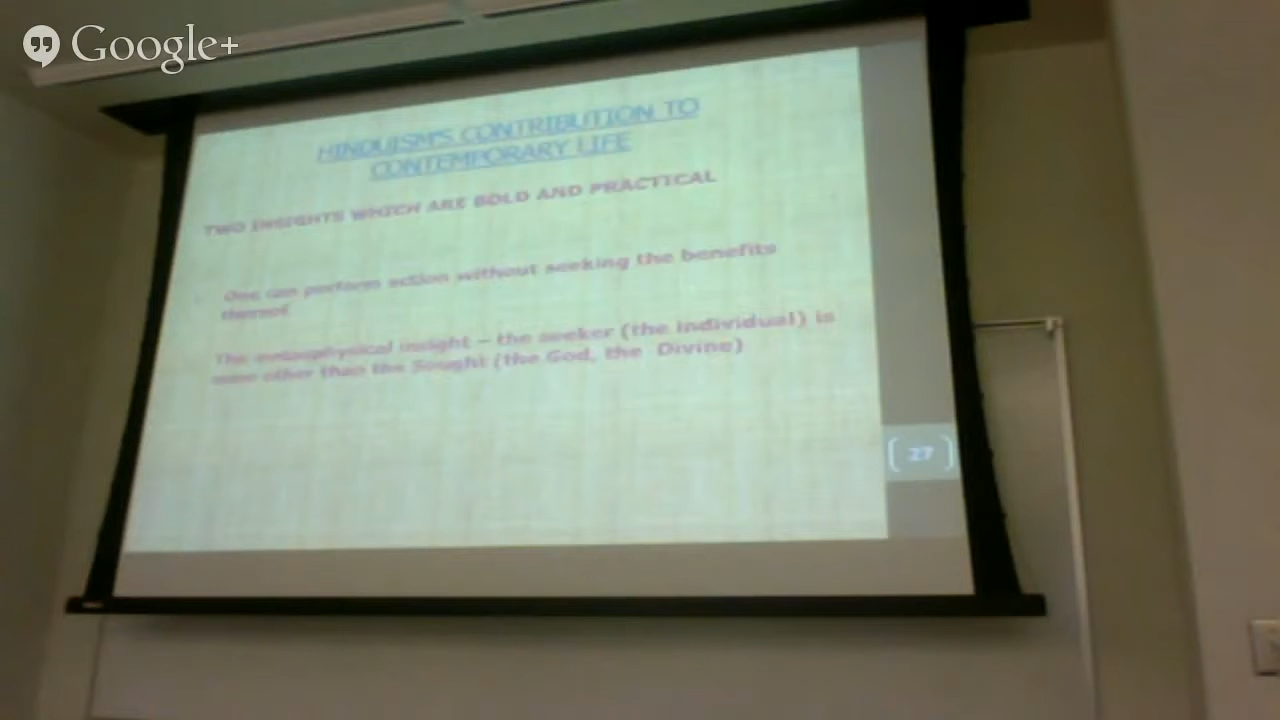 Google+
HINDUISM'S CONTRIBUTION TO
CONTEMPORARY LIFE
TWO INSIGHTS WHICH ARE BOLD AND PRACTICAL
One can perform action without seeking the benefits
thereof
The metaphysical insight – the seeker (the individual) is
none other than the Sought (the God, the Divine)
27